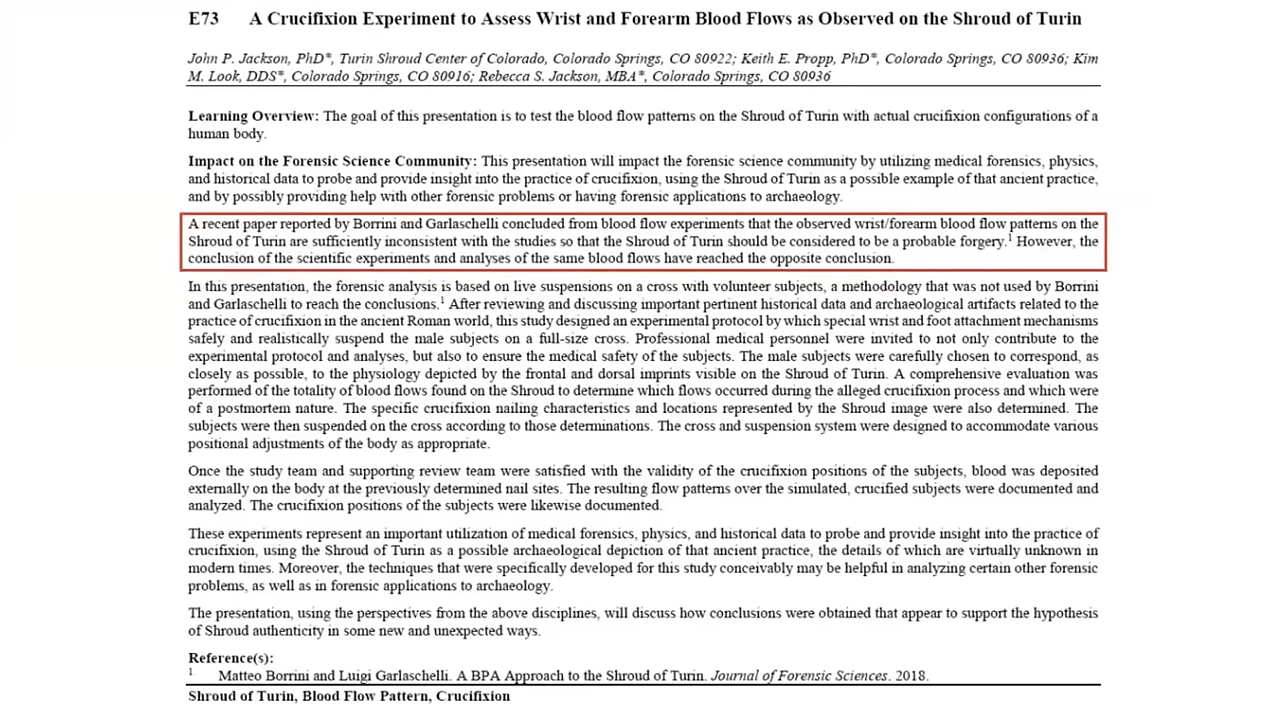 E73 A Crucifixion Experiment to Assess Wrist and Forearm Blood Flows as Observed on the Shroud of Turin
John P. Jackson, PhD*, Turin Shroud Center of Colorado, Colorado Springs, CO 80922; Keith E. Propp, PhD*, Colorado Springs, CO 80936; Kim
M. Look, DDS*, Colorado Springs, CO 80916; Rebecca S. Jackson, MBA*, Colorado Springs, CO 80936
Learning Overview: The goal of this presentation is to test the blood flow patterns on the Shroud of Turin with actual crucifixion configurations of a
human body.
Impact on the Forensic Science Community: This presentation will impact the forensic science community by utilizing medical forensics, physics,
and historical data to probe and provide insight into the practice of crucifixion, using the Shroud of Turin as a possible example of that ancient practice,
and by possibly providing help with other forensic problems or having forensic applications to archaeology.
A recent paper reported by Borrini and Garlaschelli concluded from blood flow experiments that the observed wrist/forearm blood flow patterns on the
Shroud of Turin are sufficiently inconsistent with the studies so that the Shroud of Turin should be considered to be a probable forgery.1 However, the
conclusion of the scientific experiments and analyses of the same blood flows have reached the opposite conclusion.
In this presentation, the forensic analysis is based on live suspensions on a cross with volunteer subjects, a methodology that was not used by Borrini
and Garlaschelli to reach the conclusions.1 After reviewing and discussing important pertinent historical data and archaeological artifacts related to the
practice of crucifixion in the ancient Roman world, this study designed an experimental protocol by which special wrist and foot attachment mechanisms
safely and realistically suspend the male subjects on a full-size cross. Professional medical personnel were invited to not only contribute to the
experimental protocol and analyses, but also to ensure the medical safety of the subjects. The male subjects were carefully chosen to correspond, as
closely as possible, to the physiology depicted by the frontal and dorsal imprints visible on the Shroud of Turin. A comprehensive evaluation was
performed of the totality of blood flows found on the Shroud to determine which flows occurred during the alleged crucifixion process and which were
of a postmortem nature. The specific crucifixion nailing characteristics and locations represented by the Shroud image were also determined. The
subjects were then suspended on the cross according to those determinations. The cross and suspension system were designed to accommodate various
positional adjustments of the body as appropriate.
Once the study team and supporting review team were satisfied with the validity of the crucifixion positions of the subjects, blood was deposited
externally on the body at the previously determined nail sites. The resulting flow patterns over the simulated, crucified subjects were documented and
analyzed. The crucifixion positions of the subjects were likewise documented.
These experiments represent an important utilization of medical forensics, physics, and historical data to probe and provide insight into the practice of
crucifixion, using the Shroud of Turin as a possible archaeological depiction of that ancient practice, the details of which are virtually unknown in
modern times. Moreover, the techniques that were specifically developed for this study conceivably may be helpful in analyzing certain other forensic
problems, as well as in forensic applications to archaeology.
The presentation, using the perspectives from the above disciplines, will discuss how conclusions were obtained that appear to support the hypothesis
of Shroud authenticity in some new and unexpected ways.
Reference(s):
1 Matteo Borrini and Luigi Garlaschelli. A BPA Approach to the Shroud of Turin. Journal of Forensic Sciences. 2018.
Shroud of Turin, Blood Flow Pattern, Crucifixion